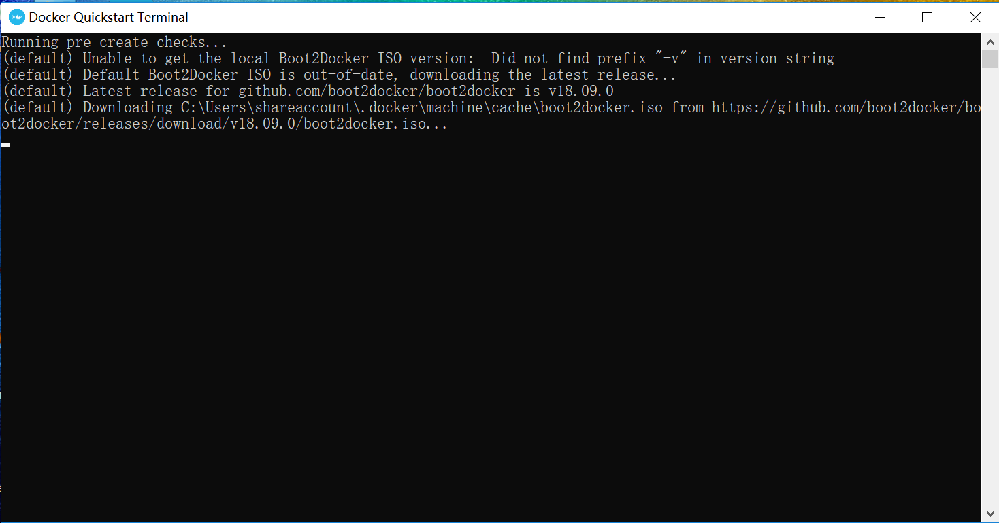 Docker Quickstart Terminal
Running pre-create checks...
(default) Unable to get the local Boot2Docker ISO version:  Did not find prefix "-v" in version string
(default) Default Boot2Docker ISO is out-of-date, downloading the latest release...
(default) Latest release for github.com/boot2docker/boot2docker is v18.09.0
(default) Downloading C:\Users\shareaccount\.docker\machine\cache\boot2docker.iso from https://github.com/boot2docker/bo
ot2docker/releases/download/v18.09.0/boot2docker.iso...